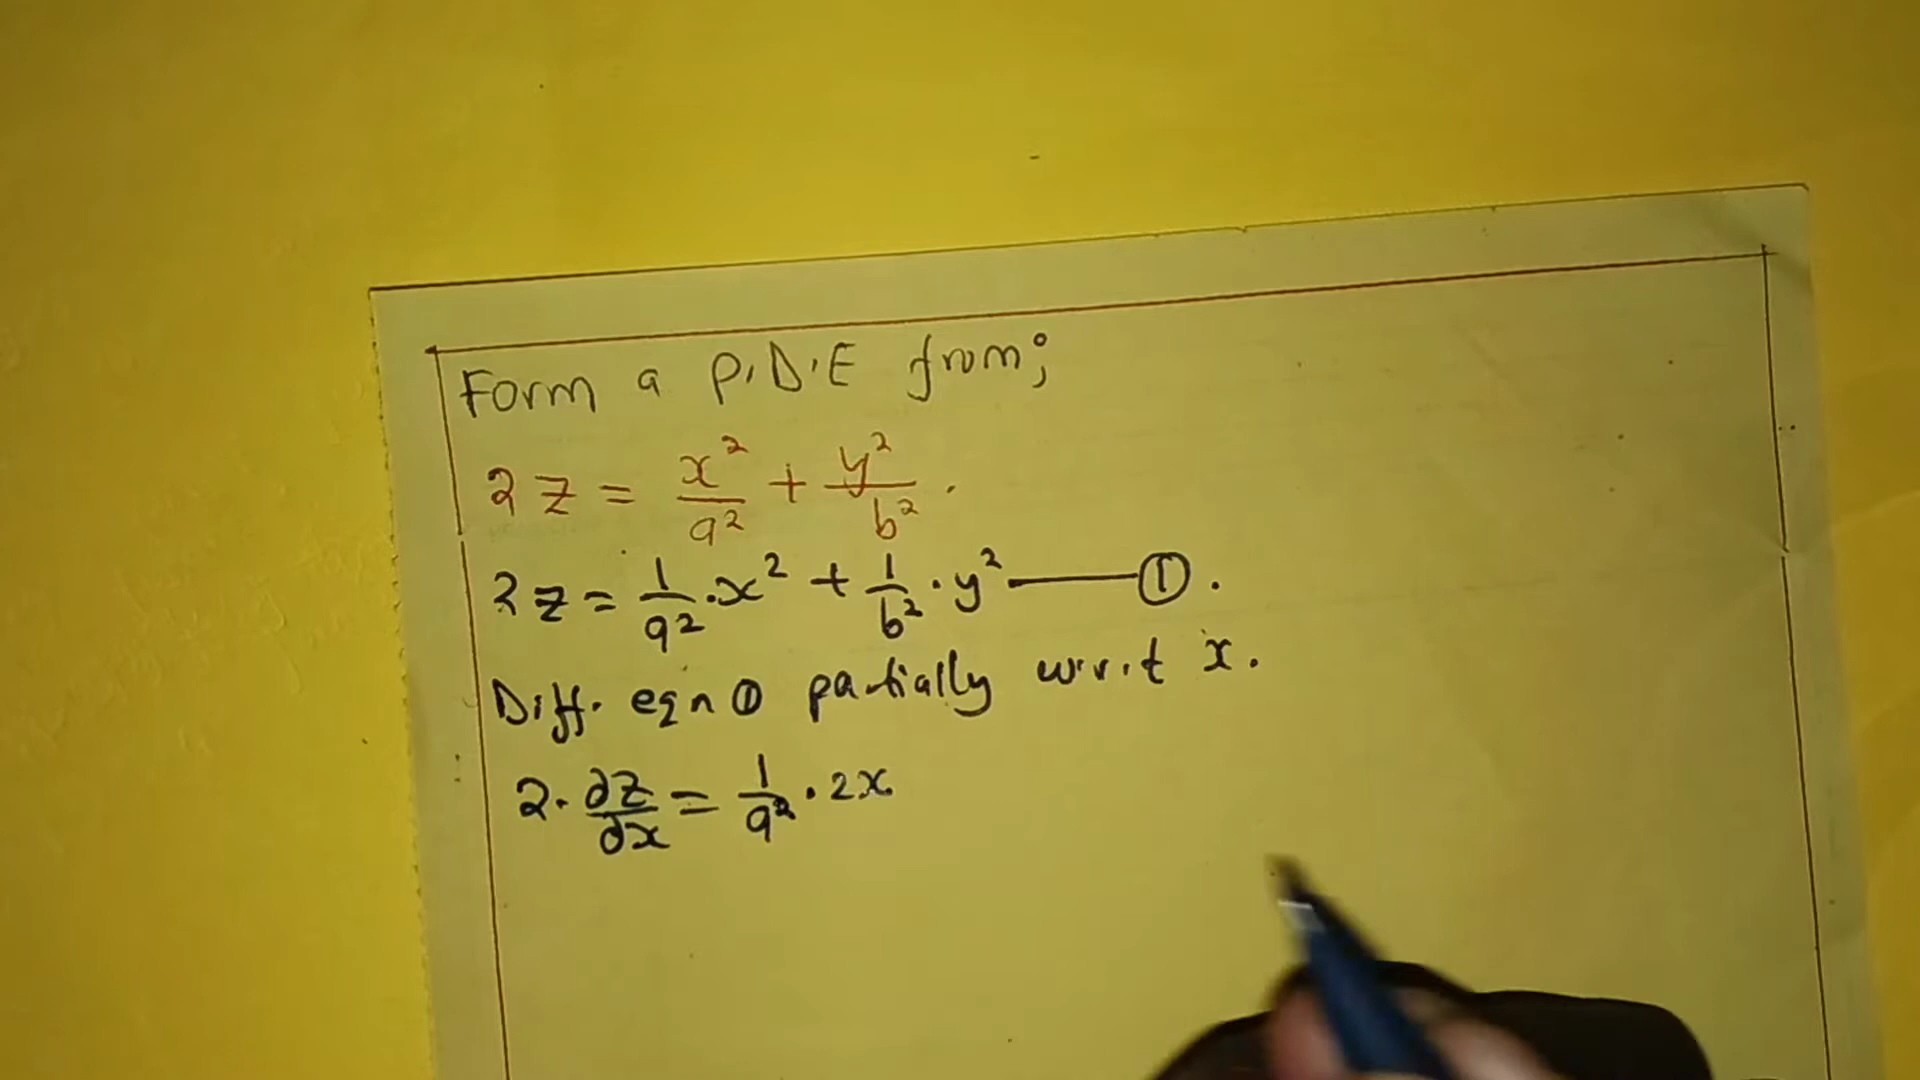 Form a P.D.E from;
2z = x²/a² + y²/b².
2z = 1/a² · x² + 1/b² · y² —— ①.
Diff. eqn ① partially w.r.t x.
2. ∂z/∂x = 1/a² · 2x